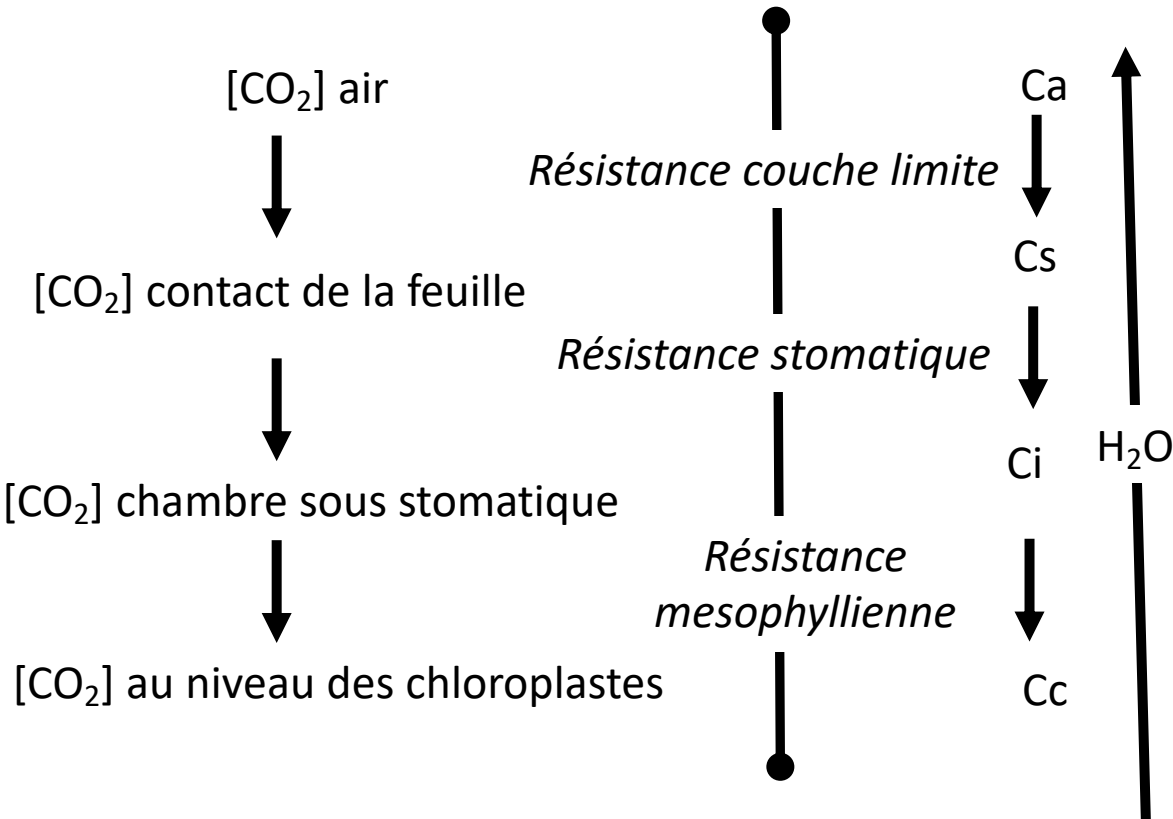 [CO₂] air
Ca
Résistance couche limite
Cs
[CO₂] contact de la feuille
Résistance stomatique
Ci
H₂O
[CO₂] chambre sous stomatique
Résistance
mesophyllienne
[CO₂] au niveau des chloroplastes
Cc